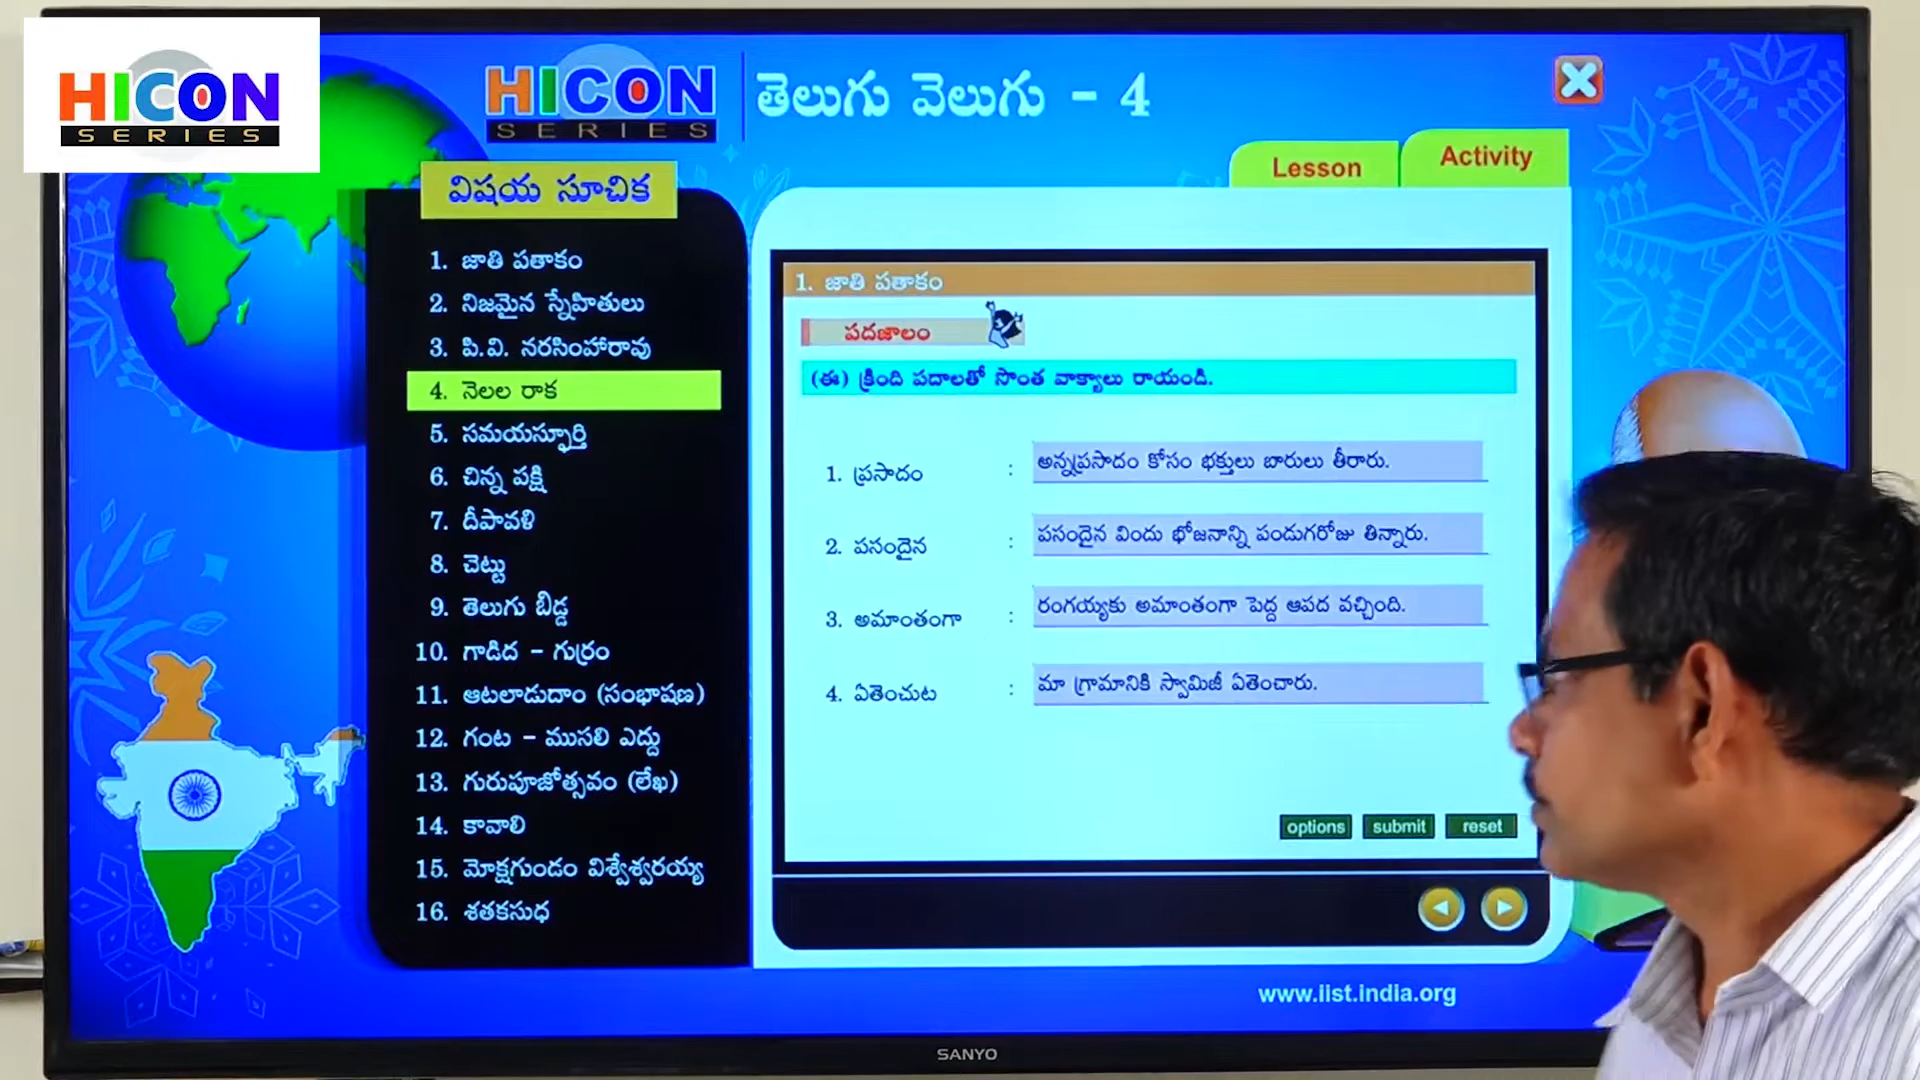 HICON
SERIES
HICON
SERIES
తెలుగు వెలుగు - 4
Lesson
Activity
విషయ సూచిక
1. జాతి పతాకం
2. నిజమైన స్నేహితులు
3. పి.వి. నరసింహారావు
4. నెలల రాక
5. సమయస్ఫూర్తి
6. చిన్న పక్షి
7. దీపావళి
8. చెట్టు
9. తెలుగు బిడ్డ
10. గాడిద - గుర్రం
11. ఆటలాడుదాం (సంభాషణ)
12. గంట - ముసలి ఎద్దు
13. గురుపూజోత్సవం (లేఖ)
14. కావాలి
15. మోక్షగుండం విశ్వేశ్వరయ్య
16. శతకసుధ
1. జాతి పతాకం
పదజాలం
(ఈ) క్రింది పదాలతో సొంత వాక్యాలు రాయండి.
1. ప్రసాదం : అన్నప్రసాదం కోసం భక్తులు బారులు తీరారు.
2. పసందైన : పసందైన విందు భోజనాన్ని పండుగరోజు తిన్నారు.
3. అమాంతంగా : రంగయ్యకు అమాంతంగా పెద్ద ఆపద వచ్చింది.
4. ఏతెంచుట : మా గ్రామానికి స్వామిజీ ఏతెంచారు.
options submit reset
www.iist.india.org
SANYO